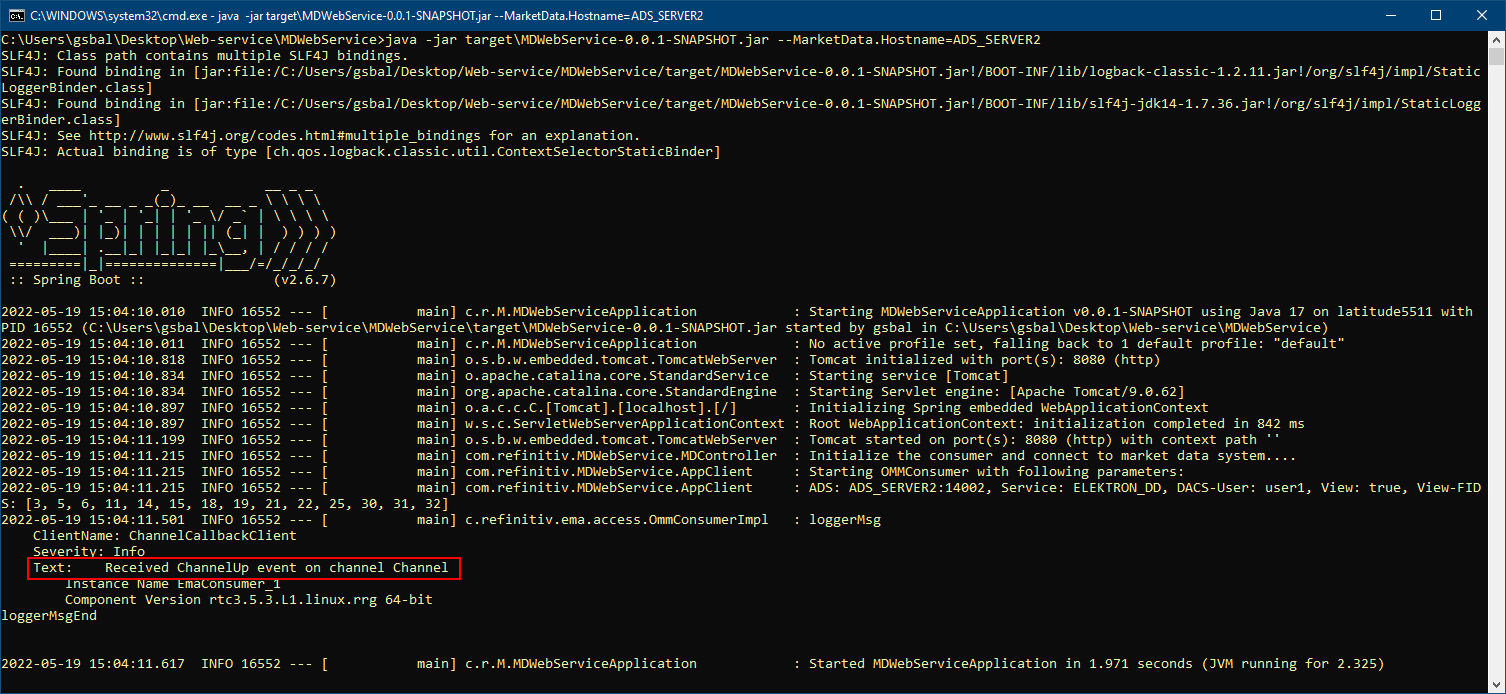 C:\WINDOWS\system32\cmd.exe - java  -jar target\MDWebService-0.0.1-SNAPSHOT.jar --MarketData.Hostname=ADS_SERVER2
C:\Users\gsbal\Desktop\Web-service\MDWebService>java -jar target\MDWebService-0.0.1-SNAPSHOT.jar --MarketData.Hostname=ADS_SERVER2
SLF4J: Class path contains multiple SLF4J bindings.
SLF4J: Found binding in [jar:file:/C:/Users/gsbal/Desktop/Web-service/MDWebService/target/MDWebService-0.0.1-SNAPSHOT.jar!/BOOT-INF/lib/logback-classic-1.2.11.jar!/org/slf4j/impl/Static
LoggerBinder.class]
SLF4J: Found binding in [jar:file:/C:/Users/gsbal/Desktop/Web-service/MDWebService/target/MDWebService-0.0.1-SNAPSHOT.jar!/BOOT-INF/lib/slf4j-jdk14-1.7.36.jar!/org/slf4j/impl/StaticLogg
erBinder.class]
SLF4J: See http://www.slf4j.org/codes.html#multiple_bindings for an explanation.
SLF4J: Actual binding is of type [ch.qos.logback.classic.util.ContextSelectorStaticBinder]
  .   ____          _            __ _ _
 /\\ / ___'_ __ _ _(_)_ __  __ _ \ \ \ \
( ( )\___ | '_ | '_| | '_ \/ _` | \ \ \ \
 \\/  ___)| |_)| | | | | || (_| |  ) ) ) )
  '  |____| .__|_| |_|_| |_\__, | / / / /
 =========|_|==============|___/=/_/_/_/
 :: Spring Boot ::                (v2.6.7)
2022-05-19 15:04:10.010  INFO 16552 --- [           main] c.r.M.MDWebServiceApplication            : Starting MDWebServiceApplication v0.0.1-SNAPSHOT using Java 17 on latitude5511 with
PID 16552 (C:\Users\gsbal\Desktop\Web-service\MDWebService\target\MDWebService-0.0.1-SNAPSHOT.jar started by gsbal in C:\Users\gsbal\Desktop\Web-service\MDWebService)
2022-05-19 15:04:10.011  INFO 16552 --- [           main] c.r.M.MDWebServiceApplication            : No active profile set, falling back to 1 default profile: "default"
2022-05-19 15:04:10.818  INFO 16552 --- [           main] o.s.b.w.embedded.tomcat.TomcatWebServer  : Tomcat initialized with port(s): 8080 (http)
2022-05-19 15:04:10.834  INFO 16552 --- [           main] o.apache.catalina.core.StandardService   : Starting service [Tomcat]
2022-05-19 15:04:10.834  INFO 16552 --- [           main] org.apache.catalina.core.StandardEngine  : Starting Servlet engine: [Apache Tomcat/9.0.62]
2022-05-19 15:04:10.897  INFO 16552 --- [           main] o.a.c.c.C.[Tomcat].[localhost].[/]       : Initializing Spring embedded WebApplicationContext
2022-05-19 15:04:10.897  INFO 16552 --- [           main] w.s.c.ServletWebServerApplicationContext : Root WebApplicationContext: initialization completed in 842 ms
2022-05-19 15:04:11.199  INFO 16552 --- [           main] o.s.b.w.embedded.tomcat.TomcatWebServer  : Tomcat started on port(s): 8080 (http) with context path ''
2022-05-19 15:04:11.215  INFO 16552 --- [           main] com.refinitiv.MDWebService.MDController  : Initialize the consumer and connect to market data system....
2022-05-19 15:04:11.215  INFO 16552 --- [           main] com.refinitiv.MDWebService.AppClient     : Starting OMMConsumer with following parameters:
2022-05-19 15:04:11.215  INFO 16552 --- [           main] com.refinitiv.MDWebService.AppClient     : ADS: ADS_SERVER2:14002, Service: ELEKTRON_DD, DACS-User: user1, View: true, View-FID
S: [3, 5, 6, 11, 14, 15, 18, 19, 21, 22, 25, 30, 31, 32]
2022-05-19 15:04:11.501  INFO 16552 --- [           main] c.refinitiv.ema.access.OmmConsumerImpl   : loggerMsg
    ClientName: ChannelCallbackClient
    Severity: Info
    Text:    Received ChannelUp event on channel Channel
        Instance Name EmaConsumer_1
        Component Version rtc3.5.3.L1.linux.rrg 64-bit
loggerMsgEnd
2022-05-19 15:04:11.617  INFO 16552 --- [           main] c.r.M.MDWebServiceApplication            : Started MDWebServiceApplication in 1.971 seconds (JVM running for 2.325)